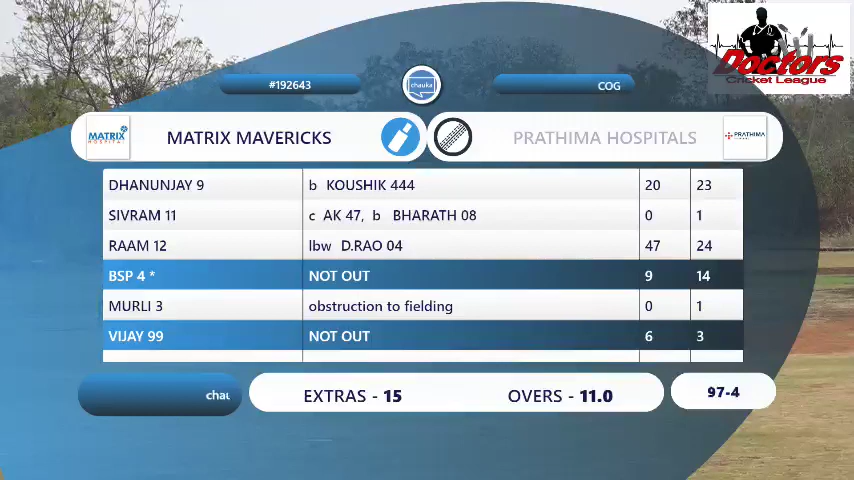 Doctors
Cricket League
#192643
chauka
COG
MATRIX
HOSPITAL
MATRIX MAVERICKS
PRATHIMA HOSPITALS
PRATHIMA
DHANUNJAY 9 b KOUSHIK 444 20 23
SIVRAM 11 c AK 47, b BHARATH 08 0 1
RAAM 12 lbw D.RAO 04 47 24
BSP 4 * NOT OUT 9 14
MURLI 3 obstruction to fielding 0 1
VIJAY 99 NOT OUT 6 3
chau
EXTRAS - 15 OVERS - 11.0 97-4